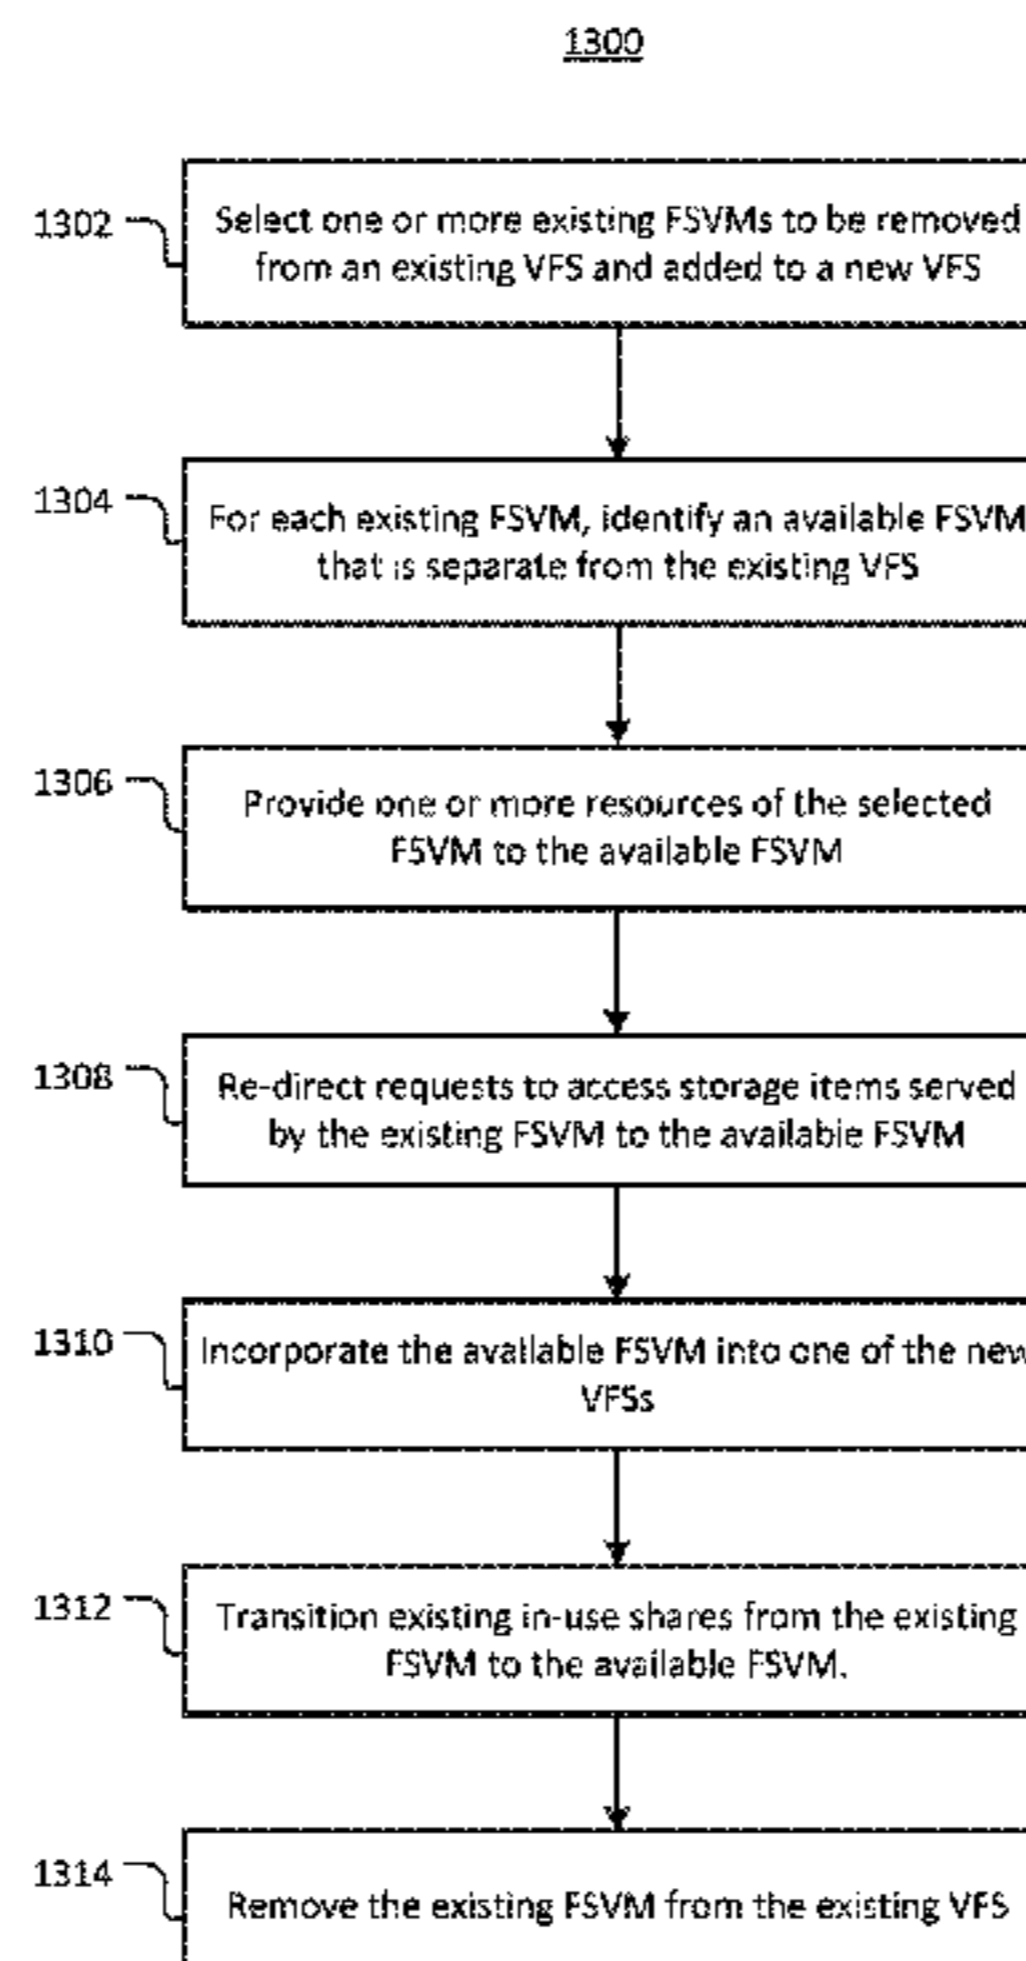 1300
1302
Select one or more existing FSVMs to be removed
from an existing VFS and added to a new VFS
1304
For each existing FSVM, identify an available FSVM
that is separate from the existing VFS
1306
Provide one or more resources of the selected
FSVM to the available FSVM
1308
Re-direct requests to access storage items served
by the existing FSVM to the available FSVM
1310
Incorporate the available FSVM into one of the new
VFSs
1312
Transition existing in-use shares from the existing
FSVM to the available FSVM.
1314
Remove the existing FSVM from the existing VFS